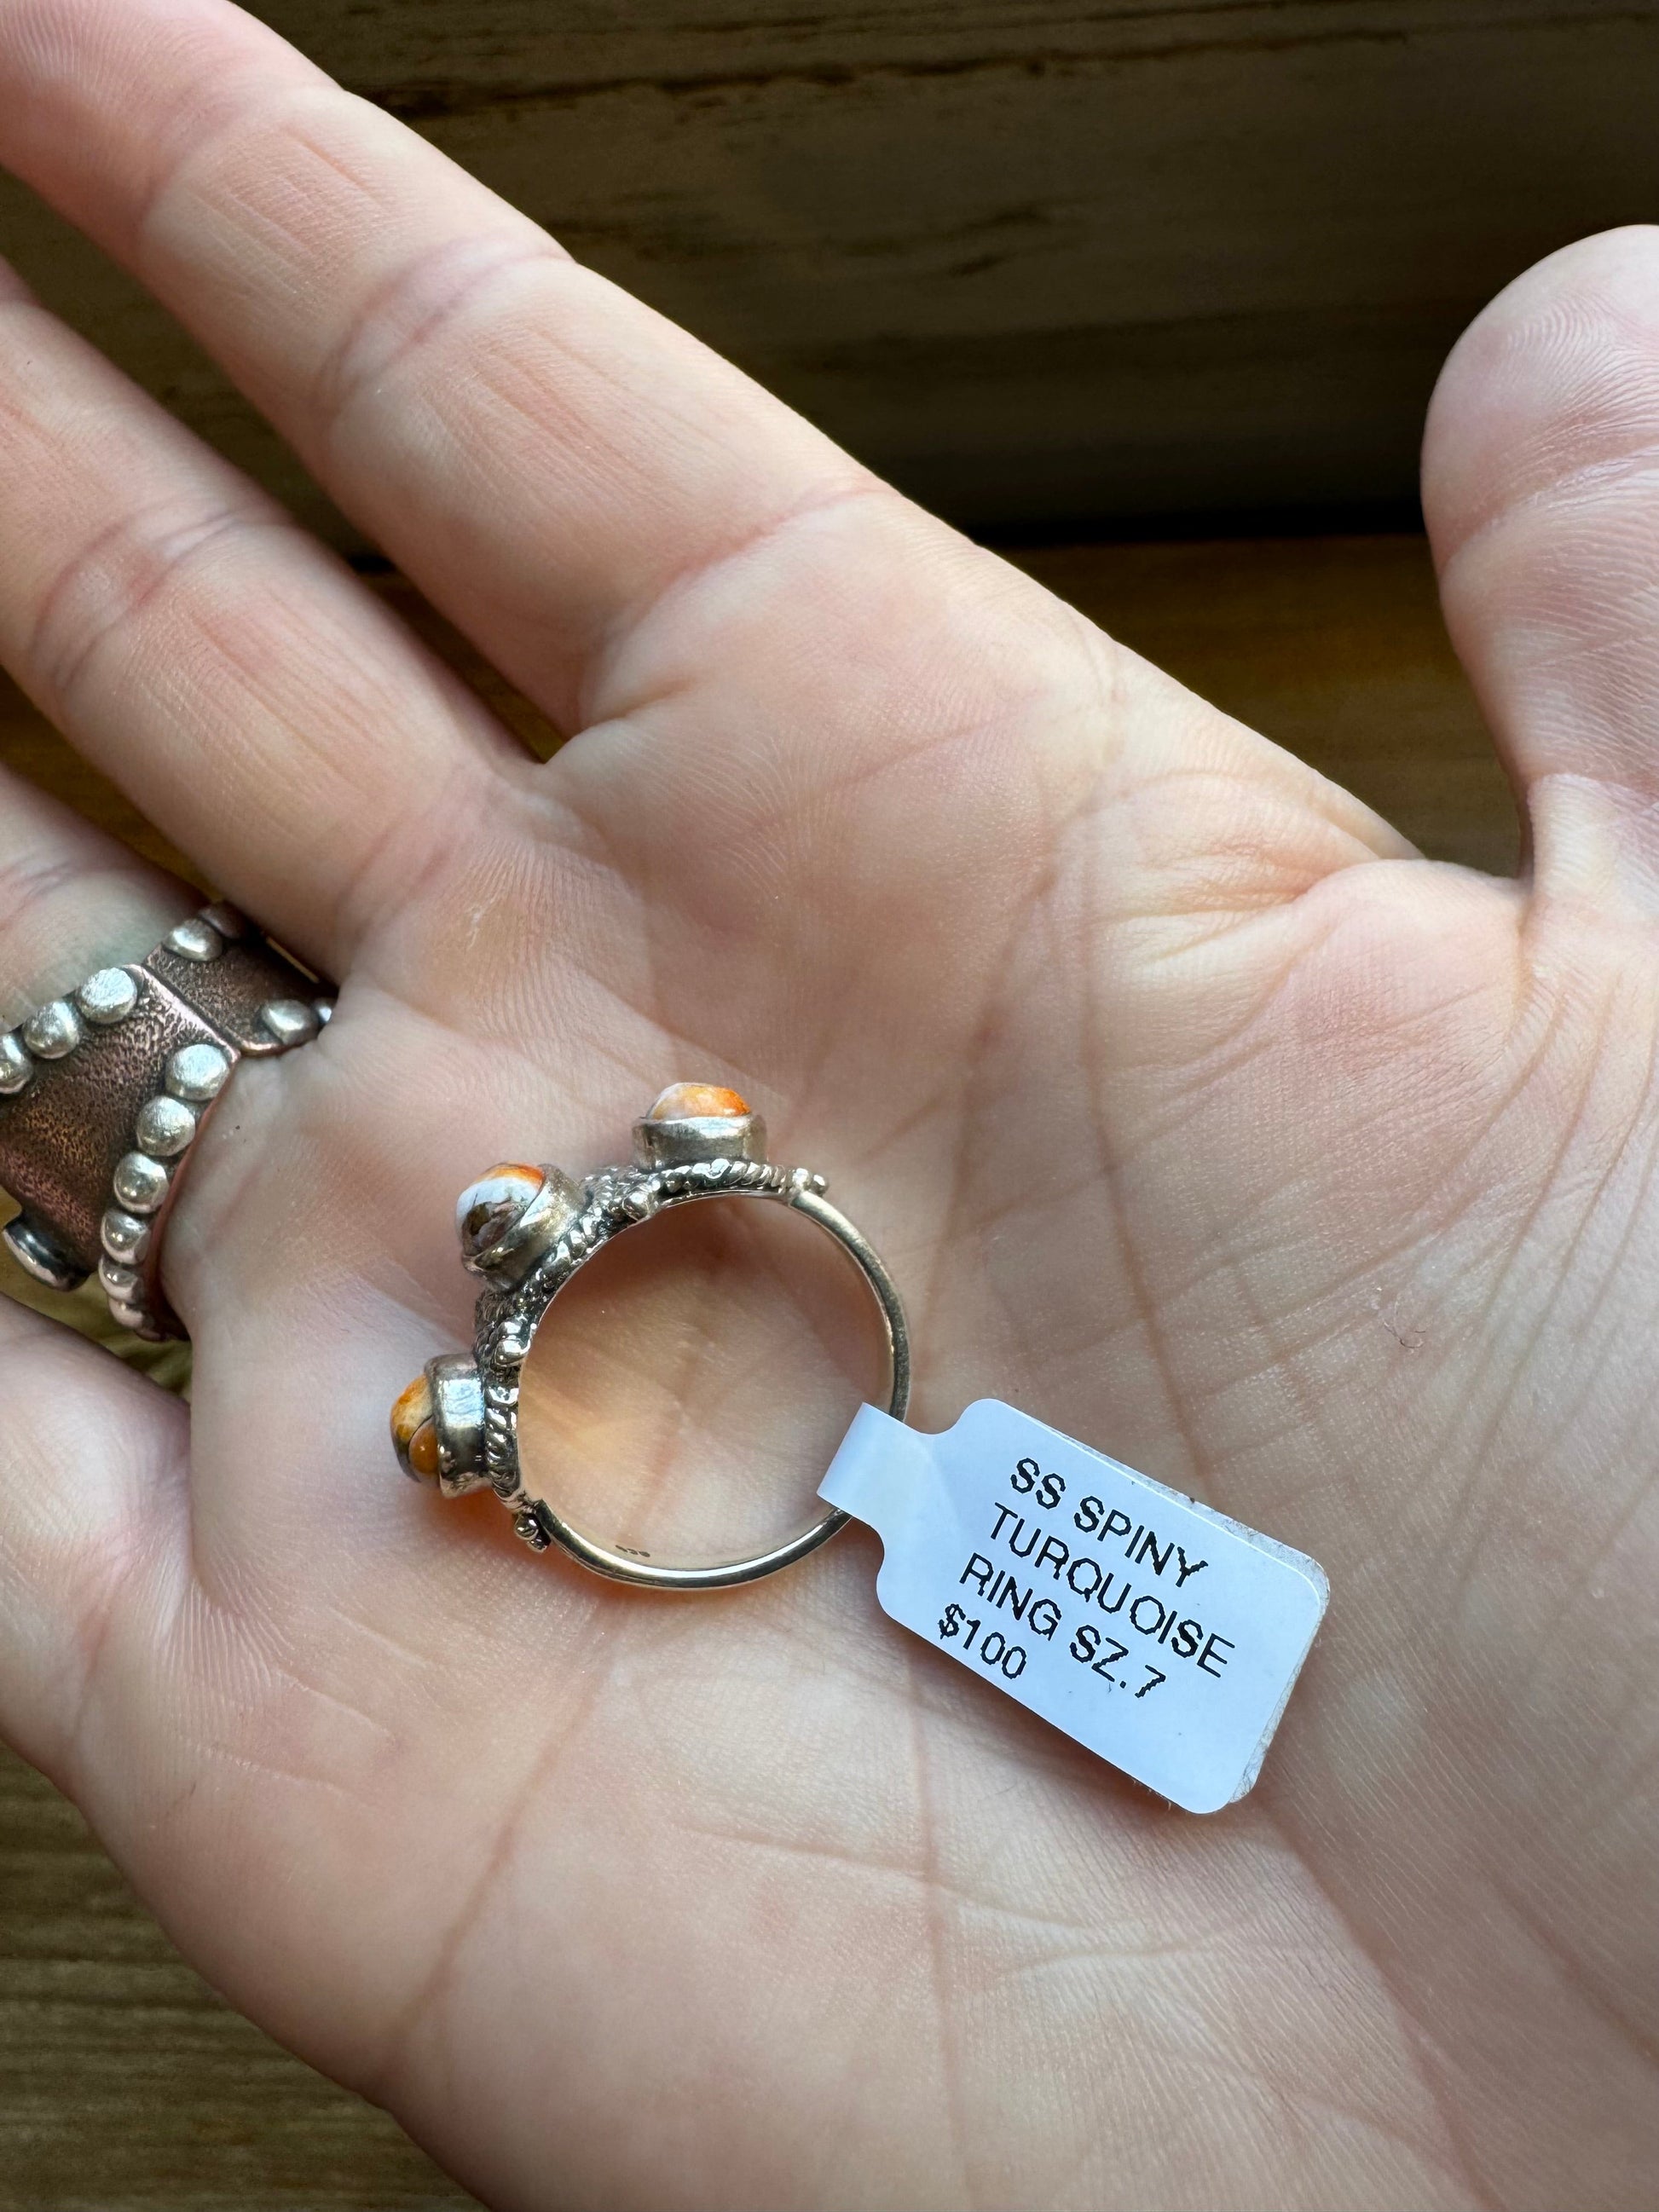 SS SPINY
TURQUOISE
RING SZ.7
$100